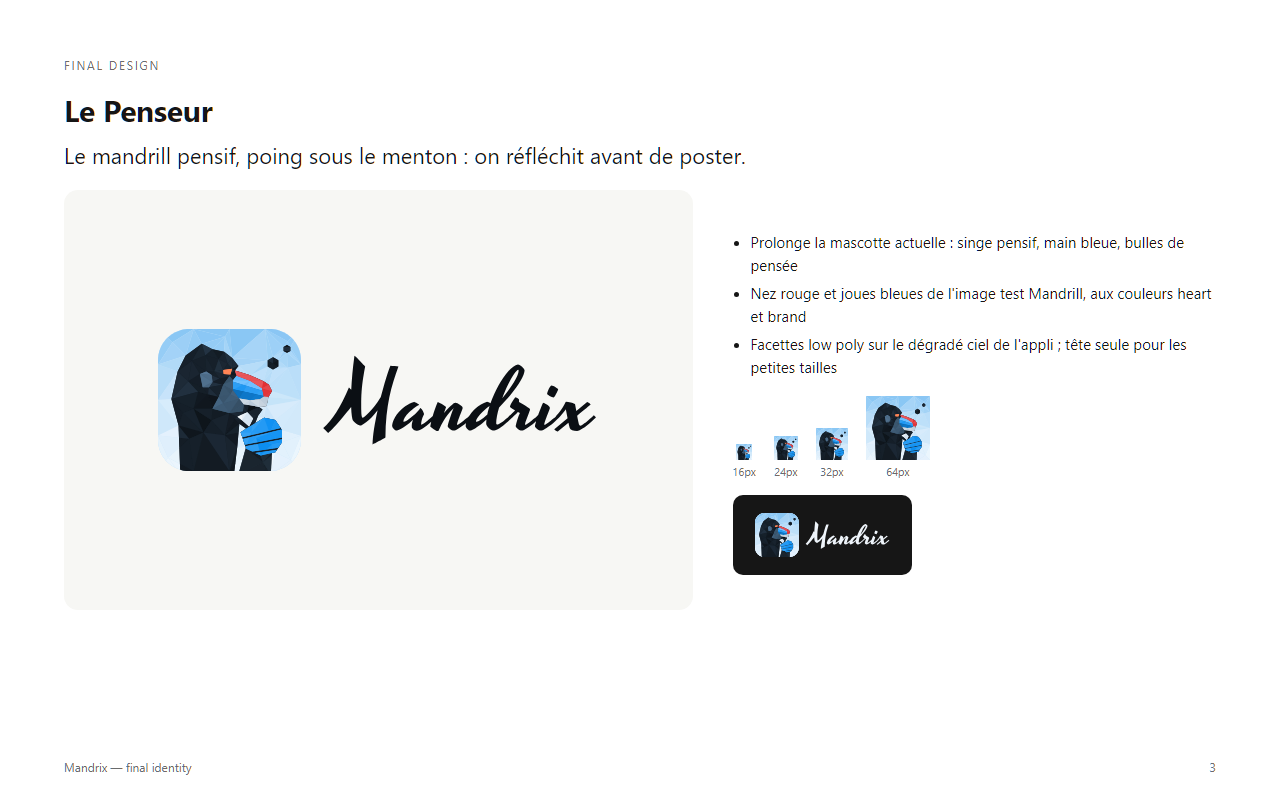 FINAL DESIGN
Le Penseur
Le mandrill pensif, poing sous le menton : on réfléchit avant de poster.
Mandrix
Prolonge la mascotte actuelle : singe pensif, main bleue, bulles de
pensée
Nez rouge et joues bleues de l'image test Mandrill, aux couleurs heart
et brand
Facettes low poly sur le dégradé ciel de l'appli ; tête seule pour les
petites tailles
16px 24px 32px 64px
Mandrix
Mandrix — final identity
3